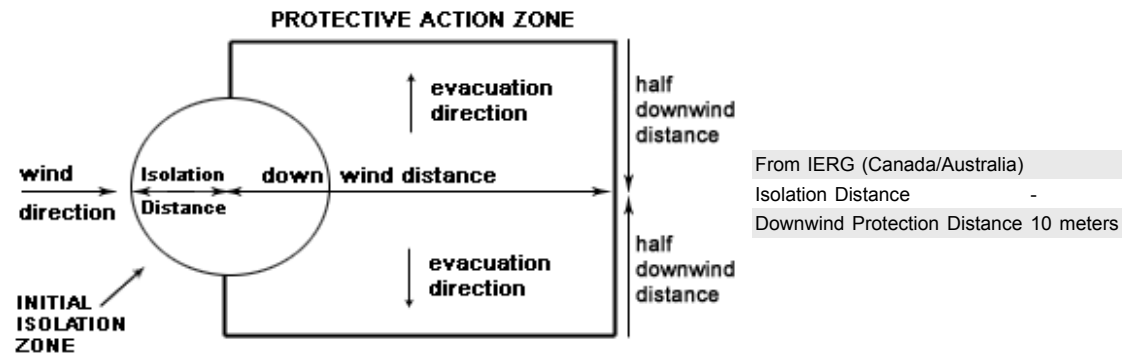 PROTECTIVE ACTION ZONE
evacuation
direction
half
downwind
distance
wind
direction
Isolation
Distance
down wind distance
evacuation
direction
half
downwind
distance
INITIAL
ISOLATION
ZONE
From IERG (Canada/Australia)
Isolation Distance -
Downwind Protection Distance 10 meters